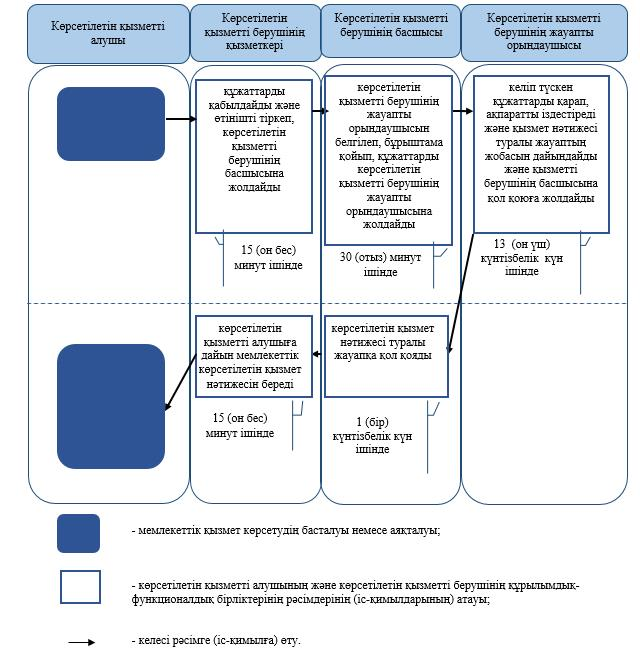 Көрсетілетін қызметті
алушы
Көрсетілетін
қызметті берушінің
қызметкері
Көрсетілетін қызметті
берушінің басшысы
Көрсетілетін қызметті
берушінің жауапты
орындаушысы
құжаттарды
қабылдайды және
өтінішті тіркеп,
көрсетілетін
қызметті
берушінің
басшысына
жолдайды
көрсетілетін
қызметті берушінің
жауапты
орындаушысын
белгілеп, бұрыштама
қойып, құжаттарды
көрсетілетін
қызметті берушінің
жауапты
орындаушысына
жолдайды
келіп түскен
құжаттарды қарап,
ақпаратты іздестіреді
және қызмет нәтижесі
туралы жауаптың
жобасын дайындайды
және қызметті
берушінің басшысына
қол қоюға жолдайды
15 (он бес)
минут ішінде
30 (отыз) минут
ішінде
13 (он үш)
күнтізбелік күн
ішінде
көрсетілетін
қызметті алушыға
дайын мемлекеттік
көрсетілетін қызмет
нәтижесін береді
көрсетілетін қызмет
нәтижесі туралы
жауапқа қол қояды
15 (он бес)
минут ішінде
1 (бір)
күнтізбелік күн
ішінде
- мемлекеттік қызмет көрсетудің басталуы немесе аяқталуы;
- көрсетілетін қызметті алушының және көрсетілетін қызметті берушінің құрылымдық-
функционалдық бірліктерінің рәсімдерінің (іс-қимылдарының) атауы;
- келесі рәсімге (іс-қимылға) өту.